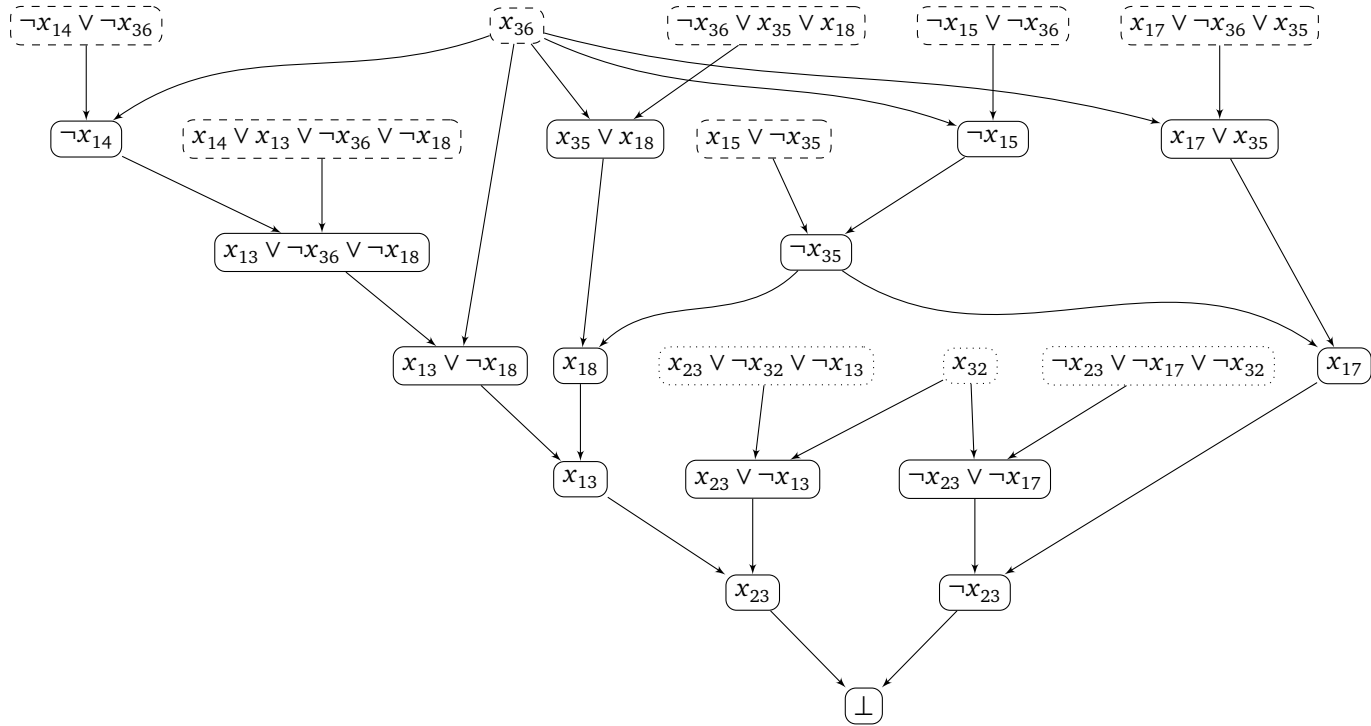 ¬x₁₄ ∨ ¬x₃₆
x₃₆
¬x₃₆ ∨ x₃₅ ∨ x₁₈
¬x₁₅ ∨ ¬x₃₆
x₁₇ ∨ ¬x₃₆ ∨ x₃₅
¬x₁₄
x₁₄ ∨ x₁₃ ∨ ¬x₃₆ ∨ ¬x₁₈
x₃₅ ∨ x₁₈
x₁₅ ∨ ¬x₃₅
¬x₁₅
x₁₇ ∨ x₃₅
x₁₃ ∨ ¬x₃₆ ∨ ¬x₁₈
¬x₃₅
x₁₃ ∨ ¬x₁₈
x₁₈
x₂₃ ∨ ¬x₃₂ ∨ ¬x₁₃
x₃₂
¬x₂₃ ∨ ¬x₁₇ ∨ ¬x₃₂
x₁₇
x₁₃
x₂₃ ∨ ¬x₁₃
¬x₂₃ ∨ ¬x₁₇
x₂₃
¬x₂�3
⊥